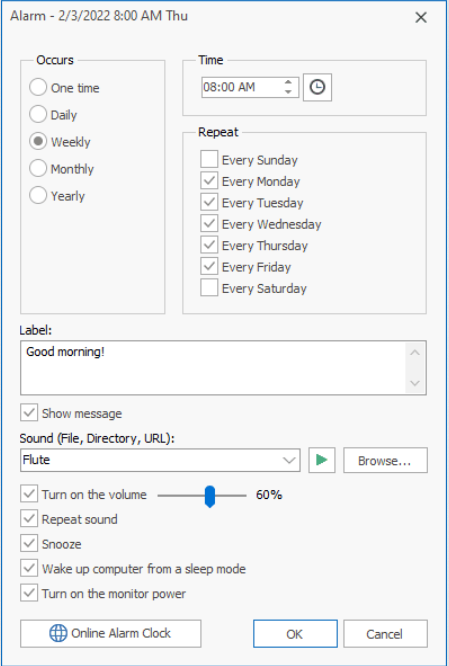 Alarm - 2/3/2022 8:00 AM Thu
Occurs
One time
Daily
Weekly
Monthly
Yearly
Time
08:00 AM
Repeat
Every Sunday
Every Monday
Every Tuesday
Every Wednesday
Every Thursday
Every Friday
Every Saturday
Label:
Good morning!
Show message
Sound (File, Directory, URL):
Flute
Browse...
Turn on the volume 60%
Repeat sound
Snooze
Wake up computer from a sleep mode
Turn on the monitor power
Online Alarm Clock OK Cancel